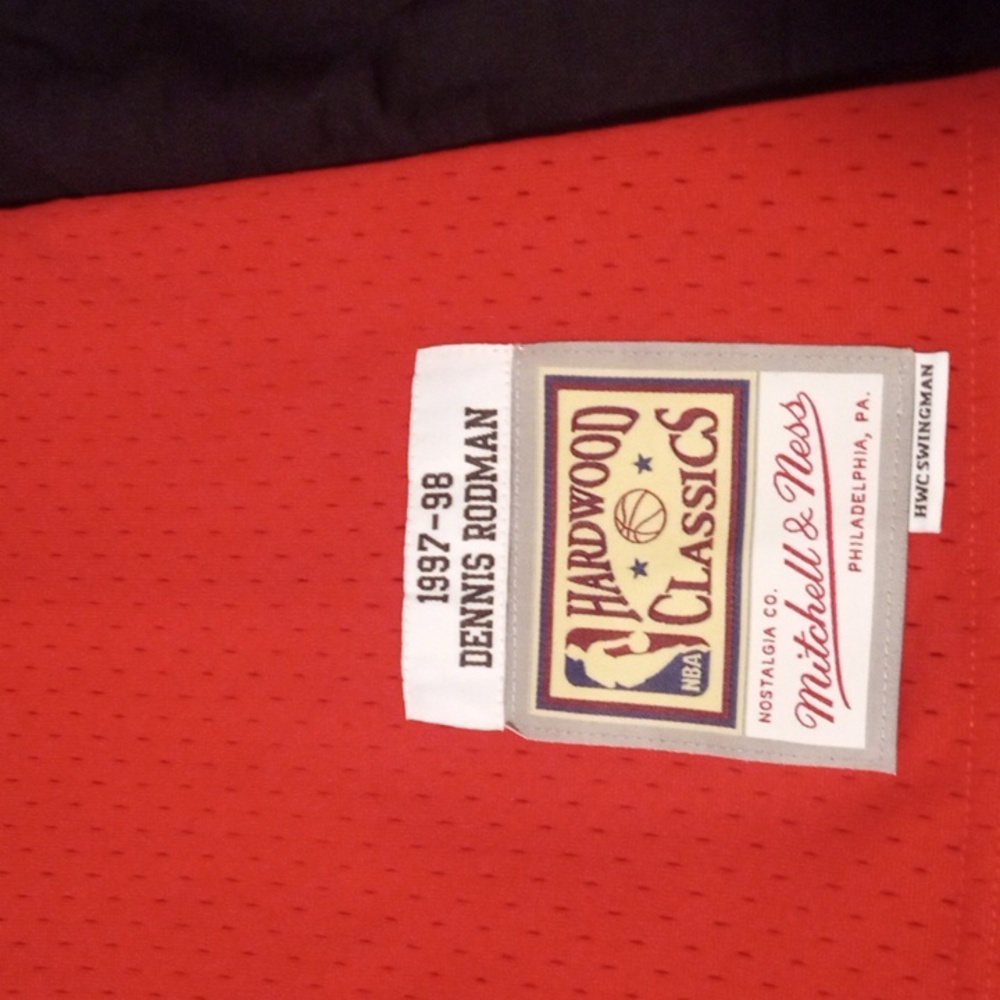 1997-98
DENNIS RODMAN
HARDWOOD
CLASSICS
NBA
NOSTALGIA CO.
Mitchell & Ness
PHILADELPHIA, PA.
HWC SWINGMAN